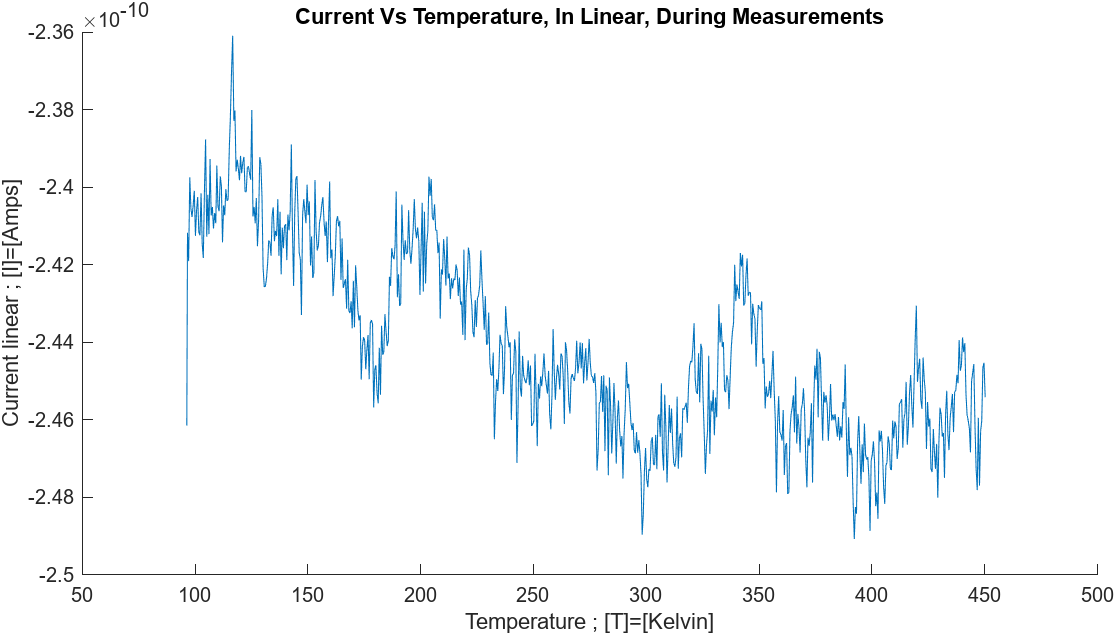 Current Vs Temperature, In Linear, During Measurements
×10^-10
-2.36
-2.38
-2.4
-2.42
-2.44
-2.46
-2.48
-2.5
Current linear ; [I]=[Amps]
50 100 150 200 250 300 350 400 450 500
Temperature ; [T]=[Kelvin]